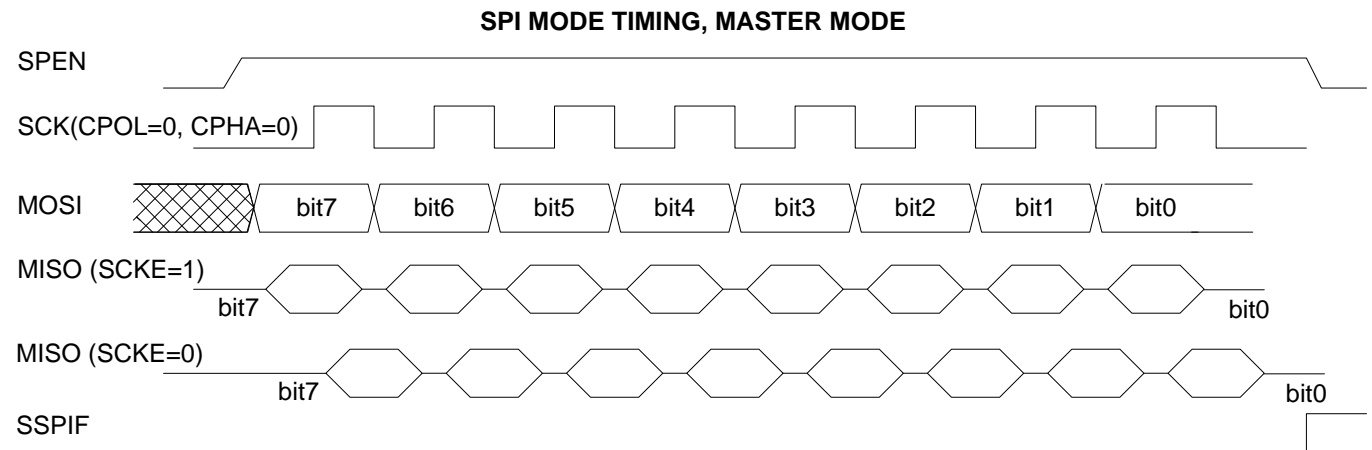 SPI MODE TIMING, MASTER MODE
SPEN
SCK(CPOL=0, CPHA=0)
MOSI bit7 bit6 bit5 bit4 bit3 bit2 bit1 bit0
MISO (SCKE=1)
bit7 bit0
MISO (SCKE=0)
bit7 bit0
SSPIF